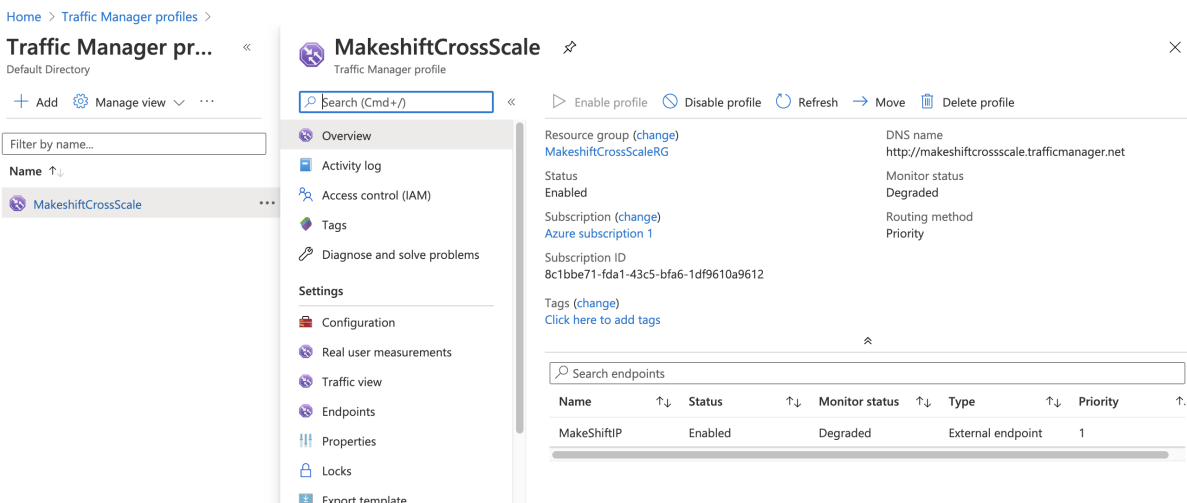 Home > Traffic Manager profiles >
Traffic Manager pr... «
Default Directory
Add Manage view ...
Filter by name...
Name ↑↓
MakeshiftCrossScale ...
MakeshiftCrossScale
Traffic Manager profile
Search (Cmd+/) «
Overview
Activity log
Access control (IAM)
Tags
Diagnose and solve problems
Settings
Configuration
Real user measurements
Traffic view
Endpoints
Properties
Locks
Export template
Enable profile Disable profile Refresh Move Delete profile
Resource group (change)
MakeshiftCrossScaleRG
Status
Enabled
Subscription (change)
Azure subscription 1
Subscription ID
8c1bbe71-fda1-43c5-bfa6-1df9610a9612
Tags (change)
Click here to add tags
DNS name
http://makeshiftcrossscale.trafficmanager.net
Monitor status
Degraded
Routing method
Priority
Search endpoints
Name ↑↓ Status ↑↓ Monitor status ↑↓ Type ↑↓ Priority
MakeShiftIP Enabled Degraded External endpoint 1